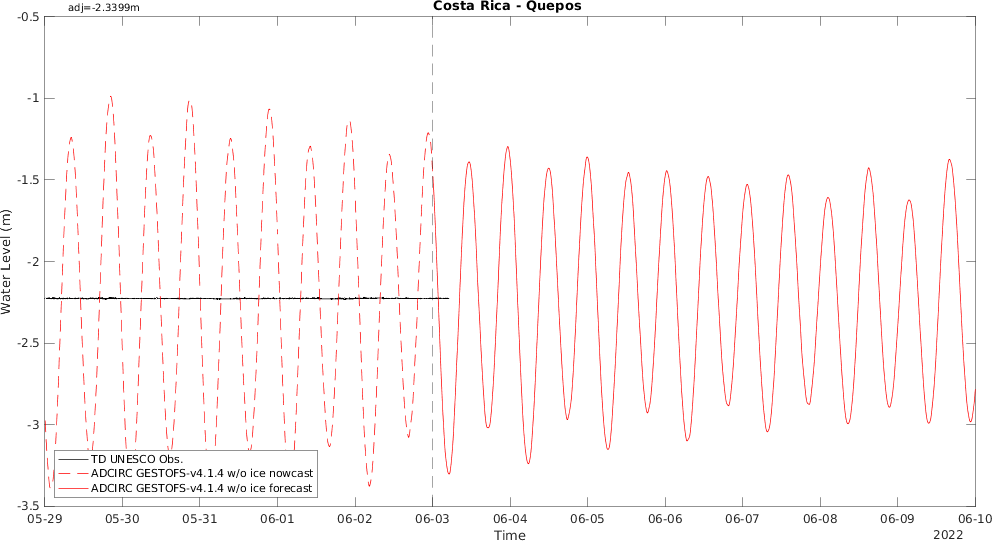 adj=-2.3399m
Costa Rica - Quepos
-0.5
-1
-1.5
-2
-2.5
-3
-3.5
Water Level (m)
TD UNESCO Obs.
ADCIRC GESTOFS-v4.1.4 w/o ice nowcast
ADCIRC GESTOFS-v4.1.4 w/o ice forecast
05-29 05-30 05-31 06-01 06-02 06-03 06-04 06-05 06-06 06-07 06-08 06-09 06-10
Time
2022